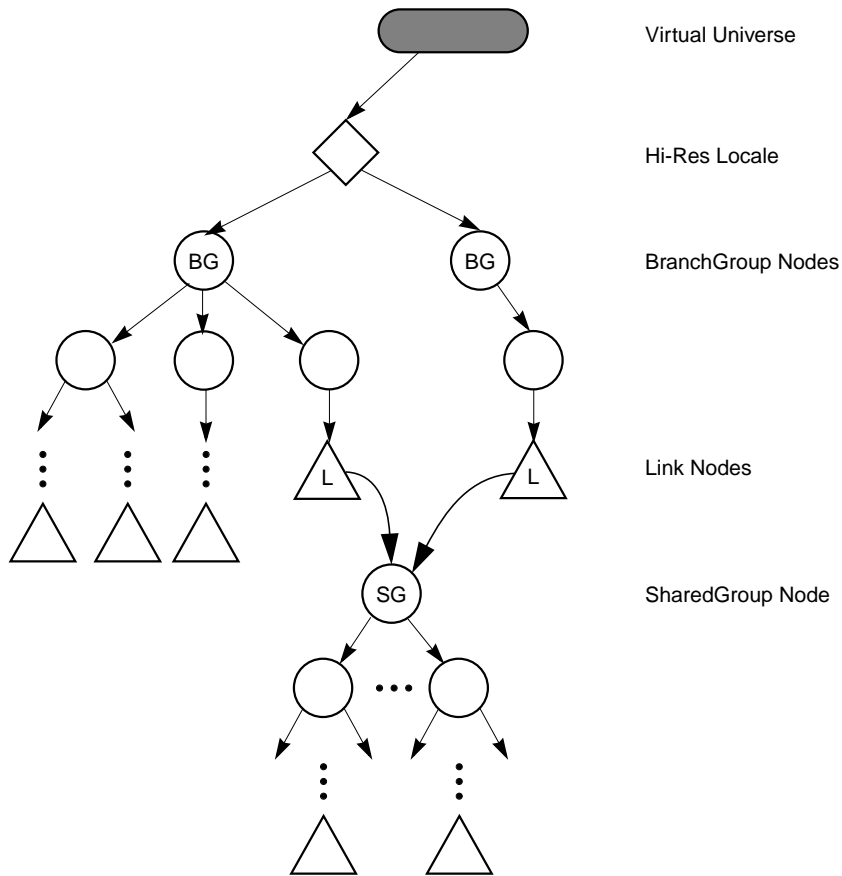 Virtual Universe
Hi-Res Locale
BG
BG
BranchGroup Nodes
L
L
Link Nodes
SG
SharedGroup Node